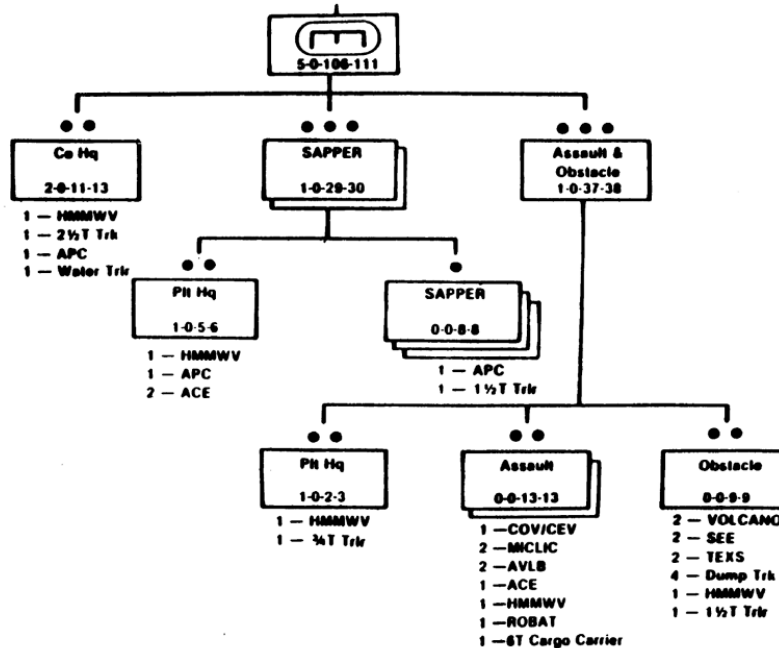 5-0-106-111
Co Hq
2-0-11-13
1 — HMMWV
1 — 2½T Trk
1 — APC
1 — Water Trlr
SAPPER
1-0-29-30
Assault &
Obstacle
1-0-37-38
Plt Hq
1-0-5-6
1 — HMMWV
1 — APC
2 — ACE
SAPPER
0-0-8-8
1 — APC
1 — 1½T Trlr
Plt Hq
1-0-2-3
1 — HMMWV
1 — ¾T Trlr
Assault
0-0-13-13
1 —COV/CEV
2 —MICLIC
2 —AVLB
1 —ACE
1 —HMMWV
1 —ROBAT
1 —6T Cargo Carrier
Obstacle
0-0-9-9
2 — VOLCANO
2 — SEE
2 — TEXS
4 — Dump Trk
1 — HMMWV
1 — 1½T Trlr